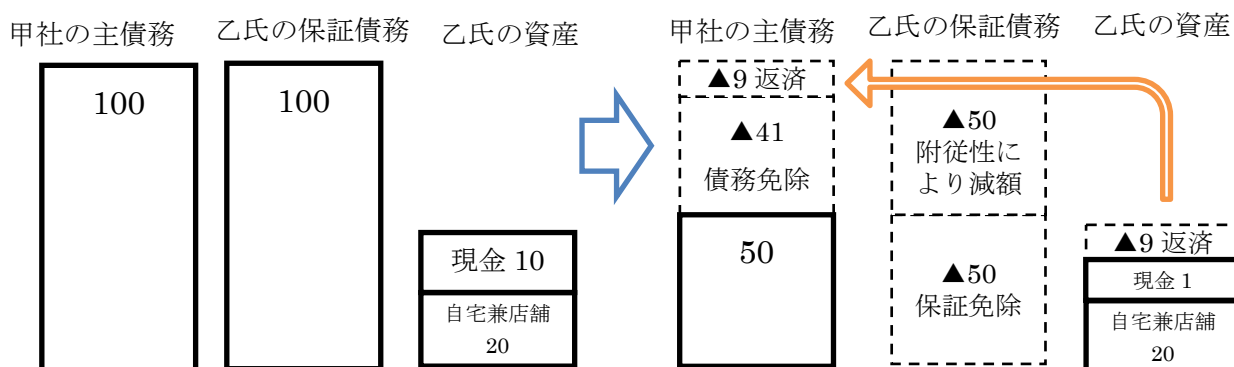 甲社の主債務
乙氏の保証債務
乙氏の資産
100
100
現金 10
自宅兼店舗
20
甲社の主債務
乙氏の保証債務
乙氏の資産
▲9 返済
▲41
債務免除
50
▲50
附従性に
より減額
▲50
保証免除
▲9 返済
現金 1
自宅兼店舗
20